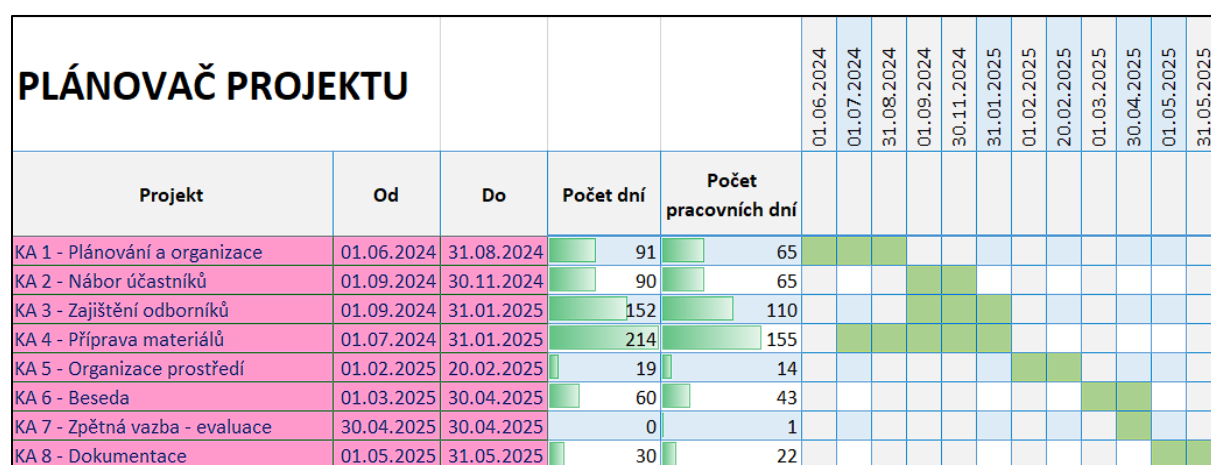 PLÁNOVAČ PROJEKTU
01.06.2024 01.07.2024 31.08.2024 01.09.2024 30.11.2024 31.01.2025 01.02.2025 20.02.2025 01.03.2025 30.04.2025 01.05.2025 31.05.2025
Projekt Od Do Počet dní Počet
pracovních dní
KA 1 - Plánování a organizace 01.06.2024 31.08.2024 91 65
KA 2 - Nábor účastníků 01.09.2024 30.11.2024 90 65
KA 3 - Zajištění odborníků 01.09.2024 31.01.2025 152 110
KA 4 - Příprava materiálů 01.07.2024 31.01.2025 214 155
KA 5 - Organizace prostředí 01.02.2025 20.02.2025 19 14
KA 6 - Beseda 01.03.2025 30.04.2025 60 43
KA 7 - Zpětná vazba - evaluace 30.04.2025 30.04.2025 0 1
KA 8 - Dokumentace 01.05.2025 31.05.2025 30 22